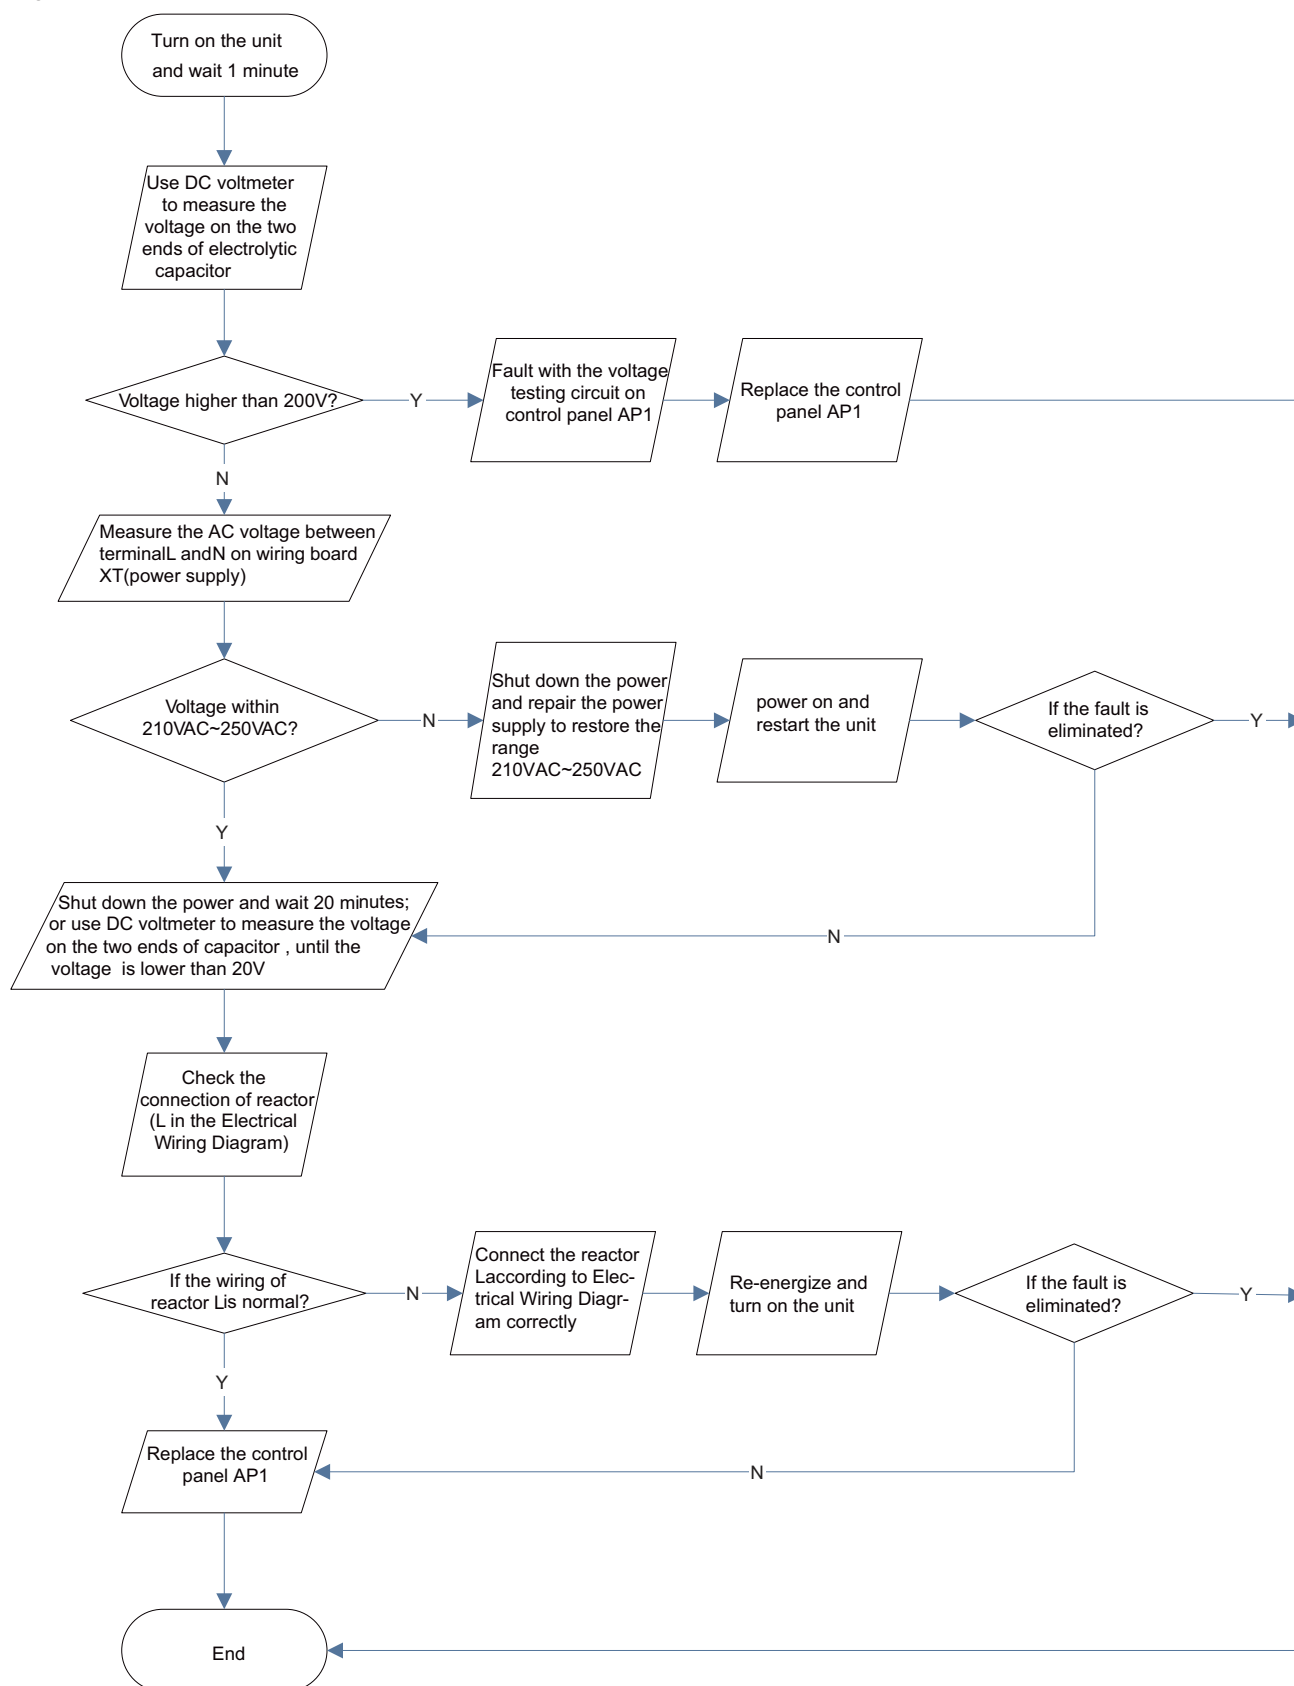 Turn on the unit
and wait 1 minute
Use DC voltmeter
to measure the
voltage on the two
ends of electrolytic
capacitor
Voltage higher than 200V?
Y
Fault with the voltage
testing circuit on
control panel AP1
Replace the control
panel AP1
N
Measure the AC voltage between
terminalL andN on wiring board
XT(power supply)
Voltage within
210VAC~250VAC?
N
Shut down the power
and repair the power
supply to restore the
range
210VAC~250VAC
power on and
restart the unit
If the fault is
eliminated?
Y
Y
Shut down the power and wait 20 minutes;
or use DC voltmeter to measure the voltage
on the two ends of capacitor , until the
voltage is lower than 20V
N
Check the
connection of reactor
(L in the Electrical
Wiring Diagram)
If the wiring of
reactor Lis normal?
N
Connect the reactor
Laccording to Elec-
trical Wiring Diagr-
am correctly
Re-energize and
turn on the unit
If the fault is
eliminated?
Y
Y
Replace the control
panel AP1
N
End